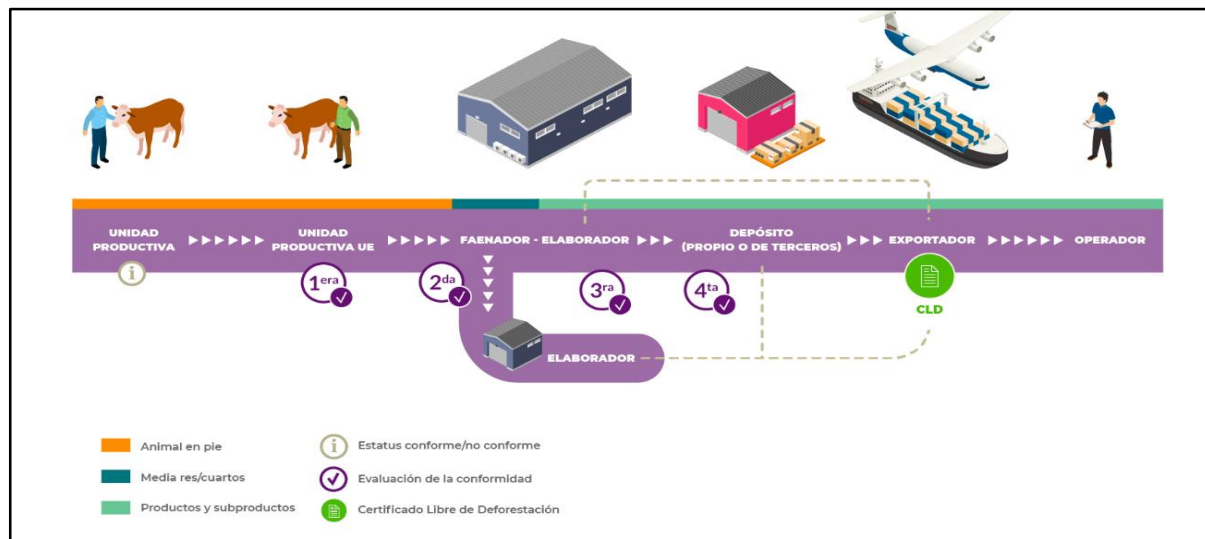 UNIDAD
PRODUCTIVA
UNIDAD
PRODUCTIVA UE
FAENADOR - ELABORADOR
DEPÓSITO
(PROPIO O DE TERCEROS)
EXPORTADOR
OPERADOR
i
1era
2da
3ra
4ta
CLD
ELABORADOR
Animal en pie
Media res/cuartos
Productos y subproductos
i
Estatus conforme/no conforme
Evaluación de la conformidad
Certificado Libre de Deforestación